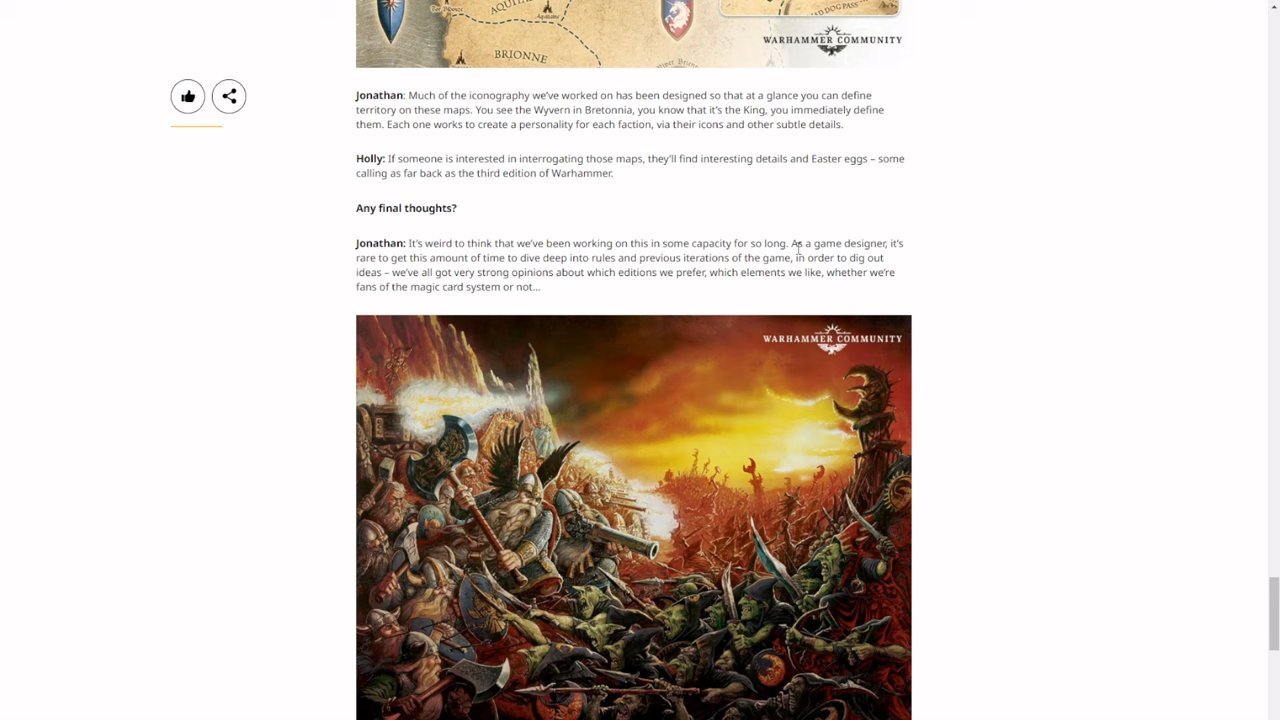 AQUIT
Aquitaine
AD DOG PASS
BRIONNE
WARHAMMER COMMUNITY
Jonathan: Much of the iconography we've worked on has been designed so that at a glance you can define
territory on these maps. You see the Wyvern in Bretonnia, you know that it's the King, you immediately define
them. Each one works to create a personality for each faction, via their icons and other subtle details.
Holly: If someone is interested in interrogating those maps, they'll find interesting details and Easter eggs – some
calling as far back as the third edition of Warhammer.
Any final thoughts?
Jonathan: It's weird to think that we've been working on this in some capacity for so long. As a game designer, it's
rare to get this amount of time to dive deep into rules and previous iterations of the game, in order to dig out
ideas – we've all got very strong opinions about which editions we prefer, which elements we like, whether we're
fans of the magic card system or not...
WARHAMMER COMMUNITY